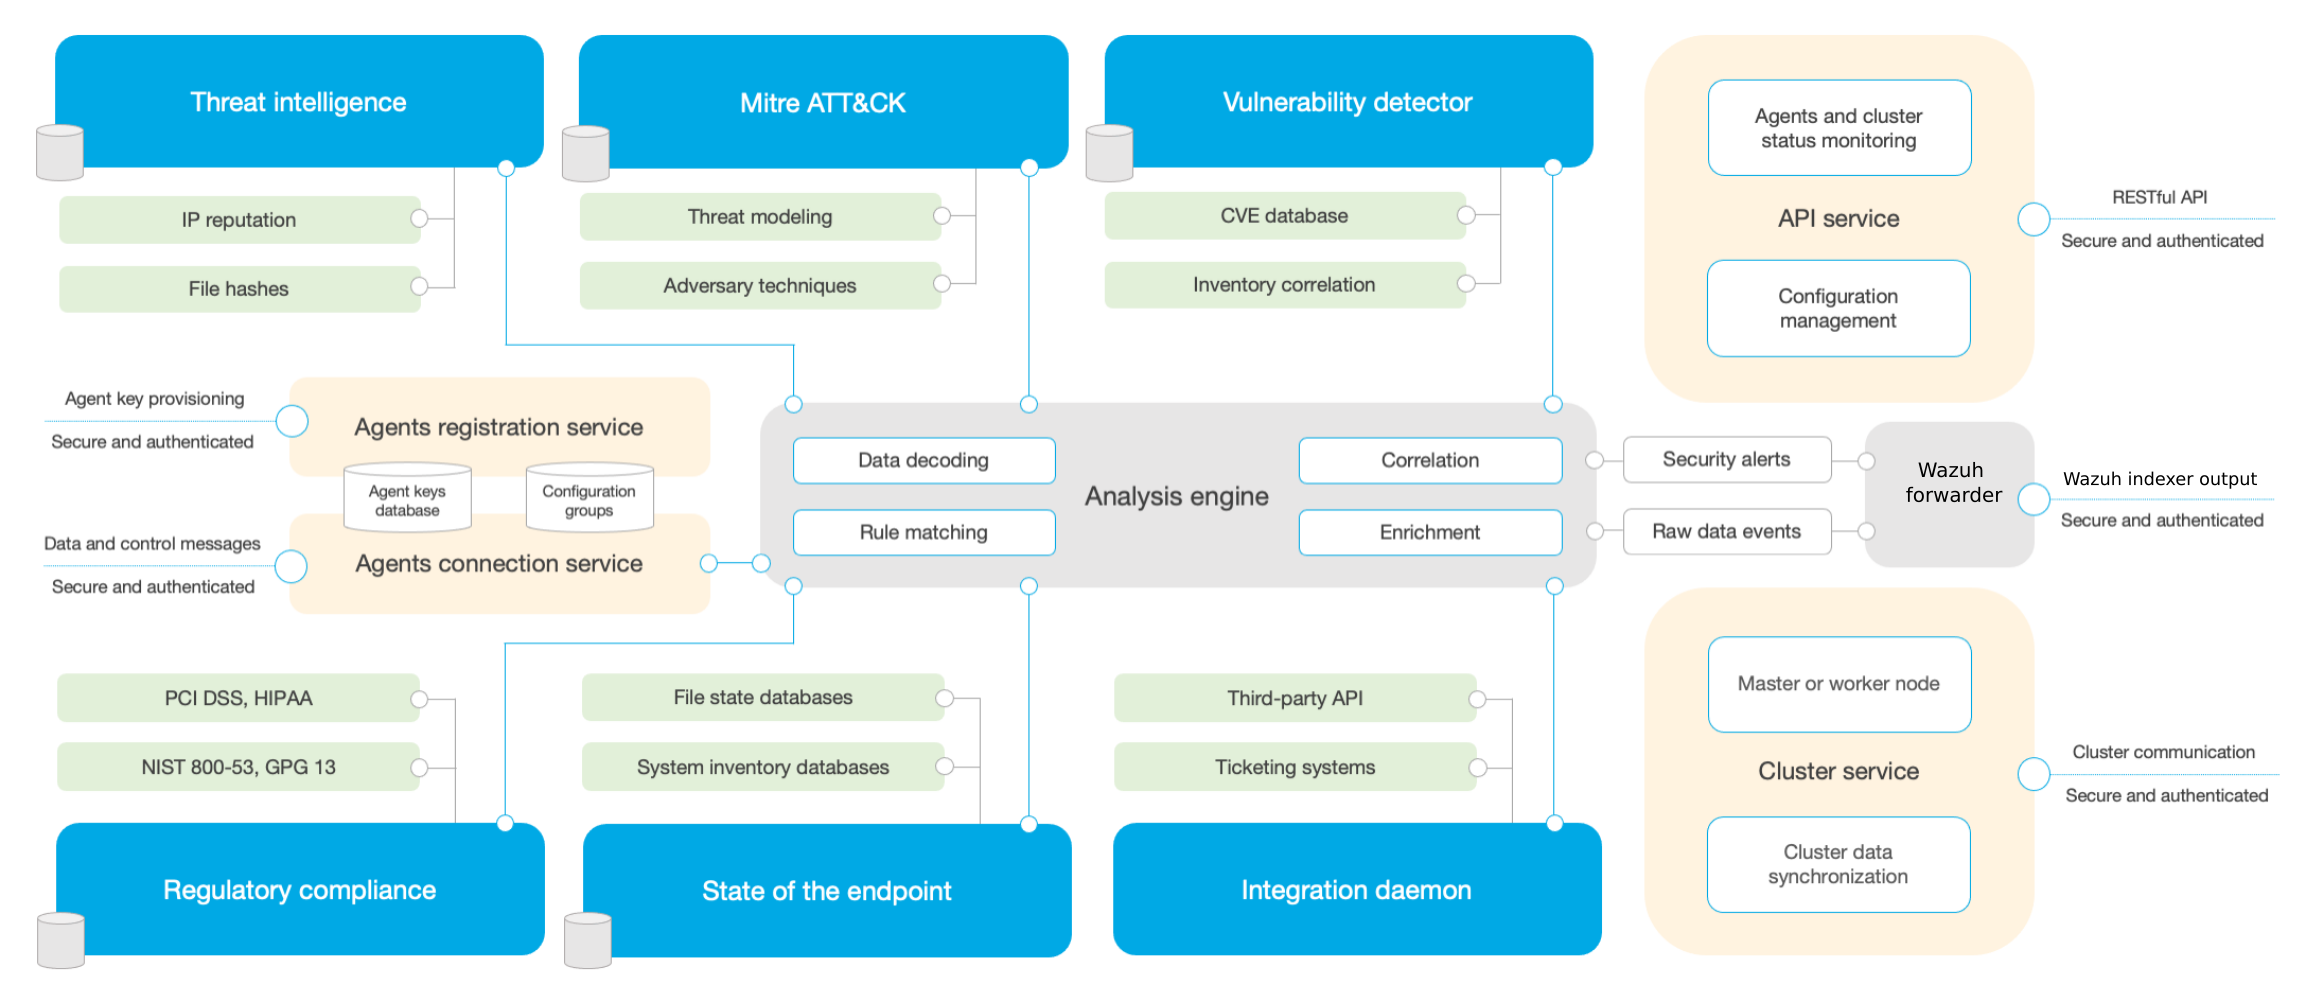 Threat intelligence
IP reputation
File hashes
Mitre ATT&CK
Threat modeling
Adversary techniques
Vulnerability detector
CVE database
Inventory correlation
Agents and cluster
status monitoring
API service
Configuration
management
RESTful API
Secure and authenticated
Agent key provisioning
Secure and authenticated
Agents registration service
Agent keys
database
Configuration
groups
Data and control messages
Secure and authenticated
Agents connection service
Data decoding
Rule matching
Analysis engine
Correlation
Enrichment
Security alerts
Raw data events
Wazuh
forwarder
Wazuh indexer output
Secure and authenticated
PCI DSS, HIPAA
NIST 800-53, GPG 13
Regulatory compliance
File state databases
System inventory databases
State of the endpoint
Third-party API
Ticketing systems
Integration daemon
Master or worker node
Cluster service
Cluster data
synchronization
Cluster communication
Secure and authenticated